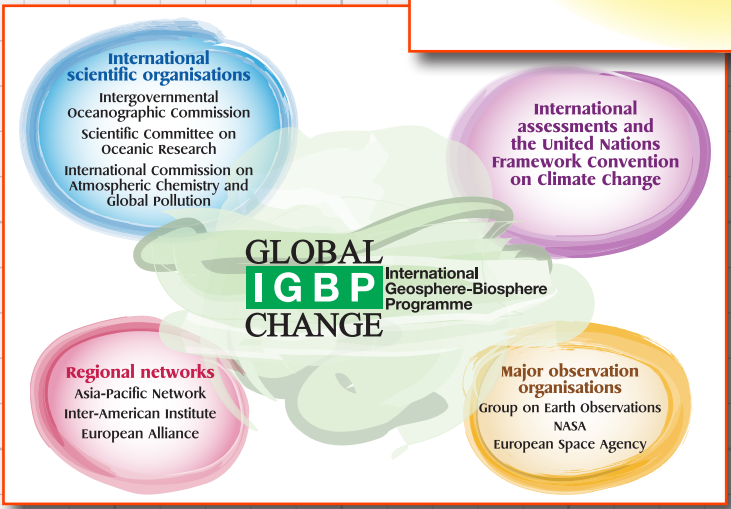 International
scientific organisations
Intergovernmental
Oceanographic Commission
Scientific Committee on
Oceanic Research
International Commission on
Atmospheric Chemistry and
Global Pollution
International
assessments and
the United Nations
Framework Convention
on Climate Change
GLOBAL
IGBP
CHANGE
International
Geosphere-Biosphere
Programme
Regional networks
Asia-Pacific Network
Inter-American Institute
European Alliance
Major observation
organisations
Group on Earth Observations
NASA
European Space Agency